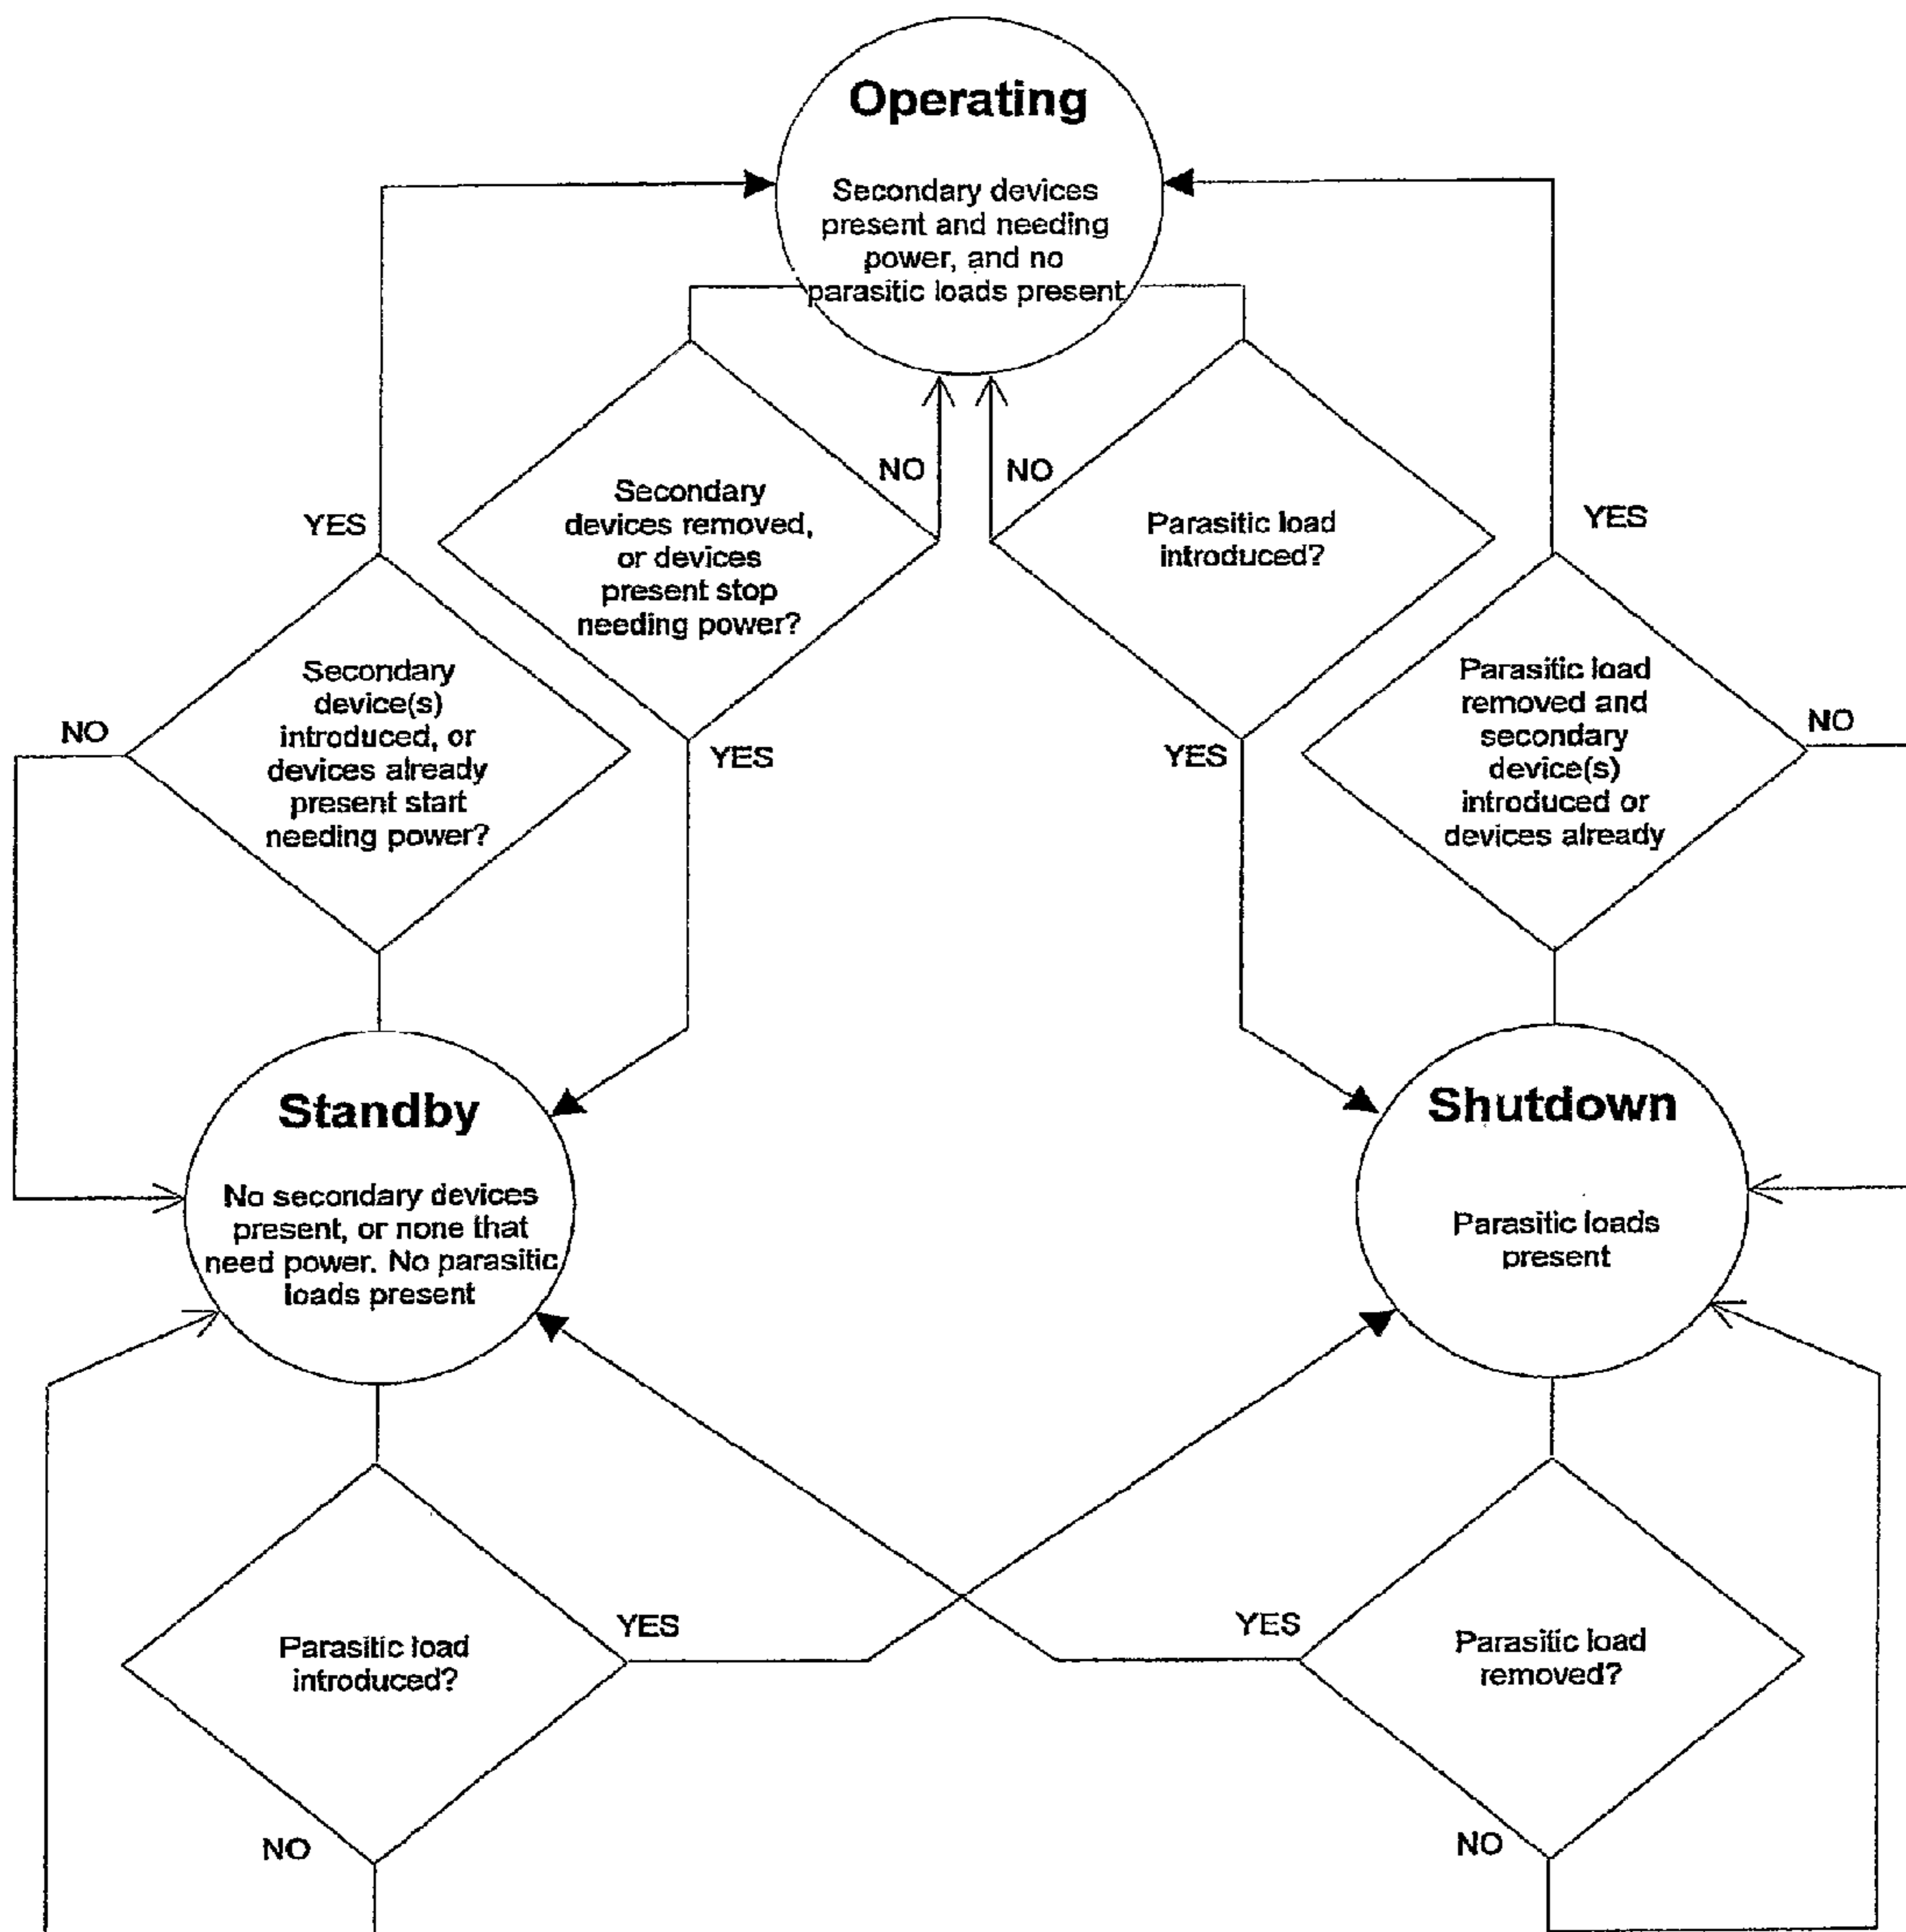 Operating
Secondary devices
present and needing
power, and no
parasitic loads present
NO
NO
Secondary
devices removed,
or devices
present stop
needing power?
Parasitic load
introduced?
YES
YES
Secondary
device(s)
introduced, or
devices already
present start
needing power?
Parasitic load
removed and
secondary
device(s)
introduced or
devices already
NO
YES
YES
NO
Standby
No secondary devices
present, or none that
need power. No parasitic
loads present
Shutdown
Parasitic loads
present
Parasitic load
introduced?
YES
YES
Parasitic load
removed?
NO
NO